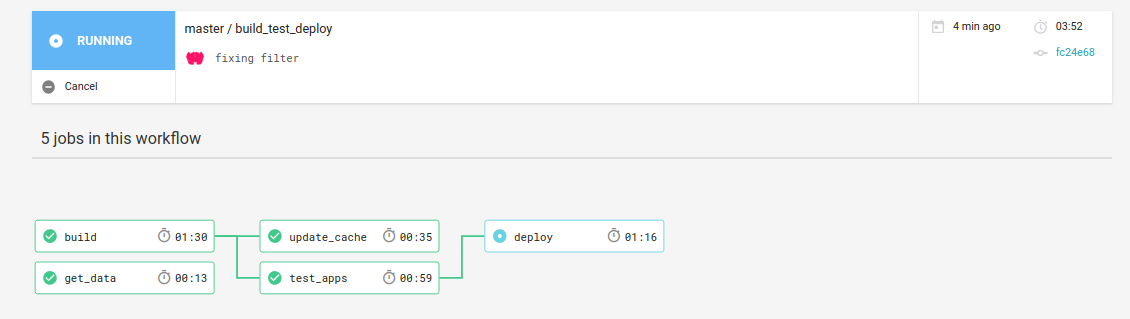 RUNNING
Cancel
master / build_test_deploy
fixing filter
4 min ago
03:52
fc24e68
5 jobs in this workflow
build 01:30
update_cache 00:35
deploy 01:16
get_data 00:13
test_apps 00:59